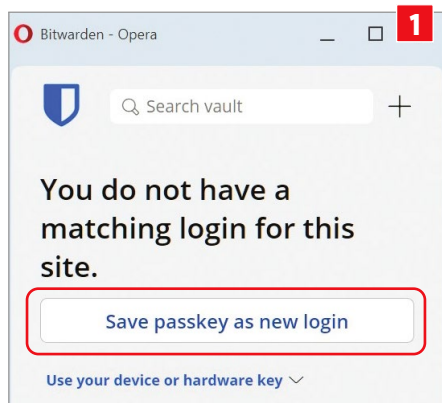 Bitwarden - Opera
1
Search vault
You do not have a
matching login for this
site.
Save passkey as new login
Use your device or hardware key